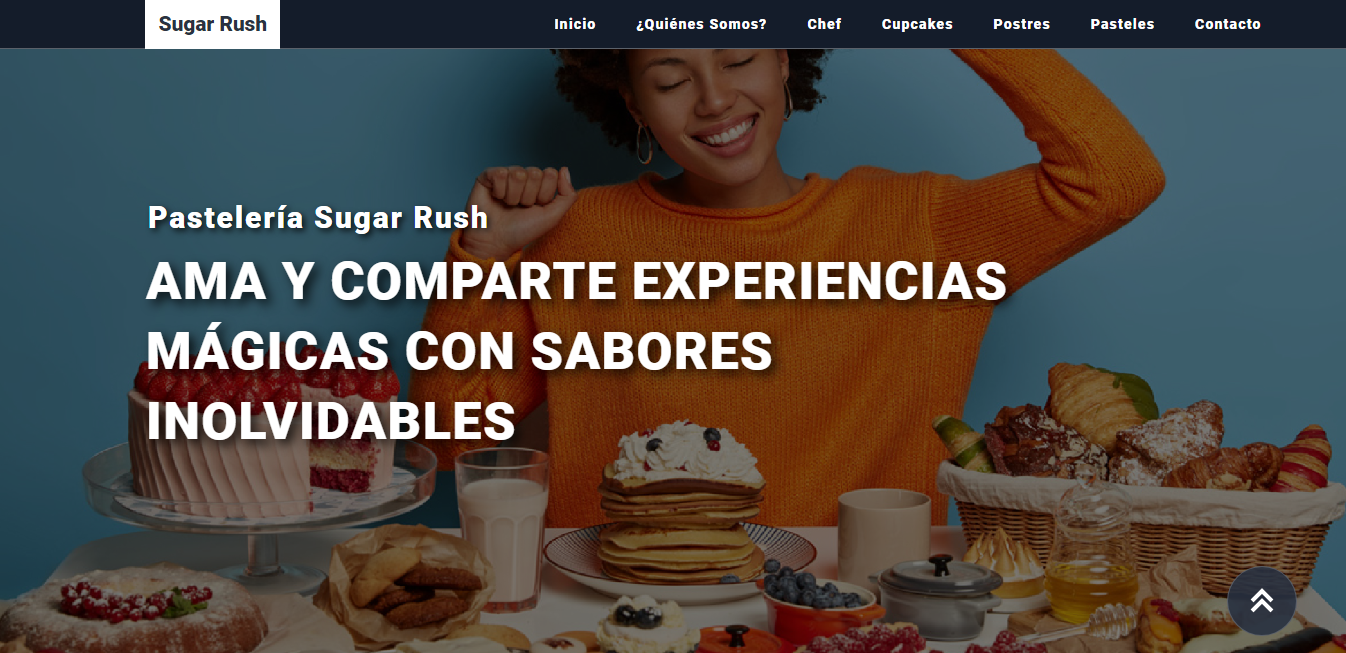 Sugar Rush
Inicio ¿Quiénes Somos? Chef Cupcakes Postres Pasteles Contacto
Pastelería Sugar Rush
AMA Y COMPARTE EXPERIENCIAS
MÁGICAS CON SABORES
INOLVIDABLES